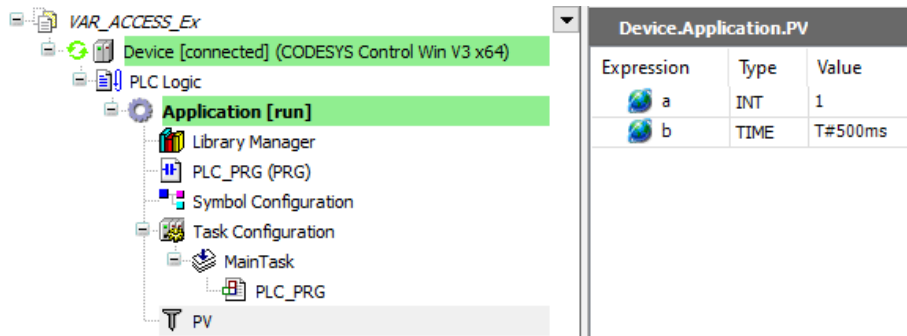 VAR_ACCESS_Ex
Device [connected] (CODESYS Control Win V3 x64)
PLC Logic
Application [run]
Library Manager
PLC_PRG (PRG)
Symbol Configuration
Task Configuration
MainTask
PLC_PRG
PV
Device.Application.PV
Expression Type Value
a INT 1
b TIME T#500ms